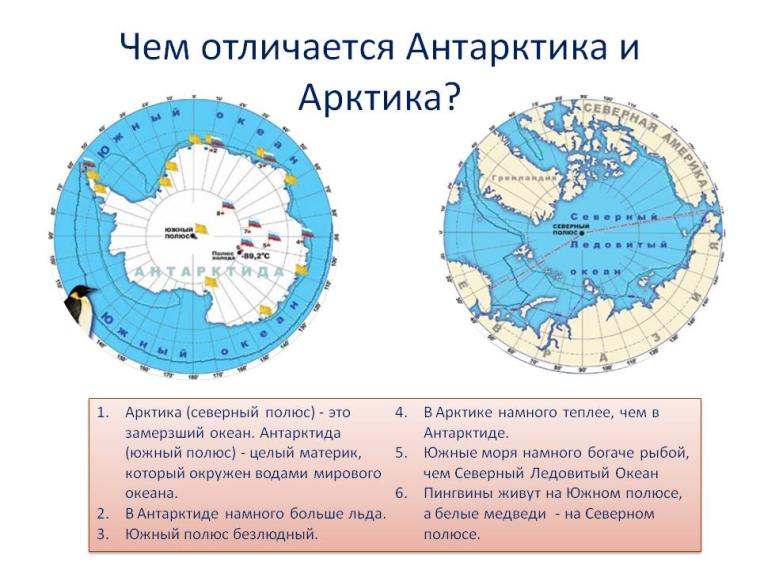 Чем отличается Антарктика и
Арктика?
Южный океан
ЮЖНЫЙ
ПОЛЮС
Полюс
холода
-89,2°С
АНТАРКТИДА
Южный океан
СЕВЕРНАЯ АМЕРИКА
Гренландия
Северный
СЕВЕРНЫЙ
ПОЛЮС
Ледовитый
океан
ЕВРАЗИЯ
1. Арктика (северный полюс) - это
замерзший океан. Антарктида
(южный полюс) - целый материк,
который окружен водами мирового
океана.
2. В Антарктиде намного больше льда.
3. Южный полюс безлюдный.
4. В Арктике намного теплее, чем в
Антарктиде.
5. Южные моря намного богаче рыбой,
чем Северный Ледовитый Океан
6. Пингвины живут на Южном полюсе,
а белые медведи - на Северном
полюсе.